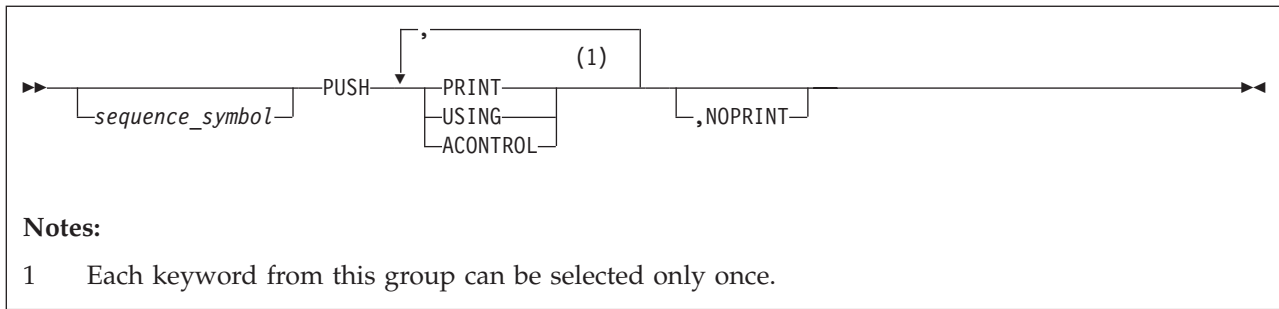 ,
(1)
PUSH PRINT
sequence_symbol USING ,NOPRINT
ACONTROL
Notes:
1 Each keyword from this group can be selected only once.